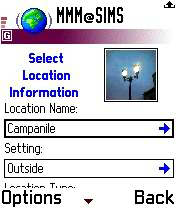 MMM@SIMS
G
Select
Location
Information
Location Name:
Campanile
Setting:
Outside
Location Type:
Options
Back